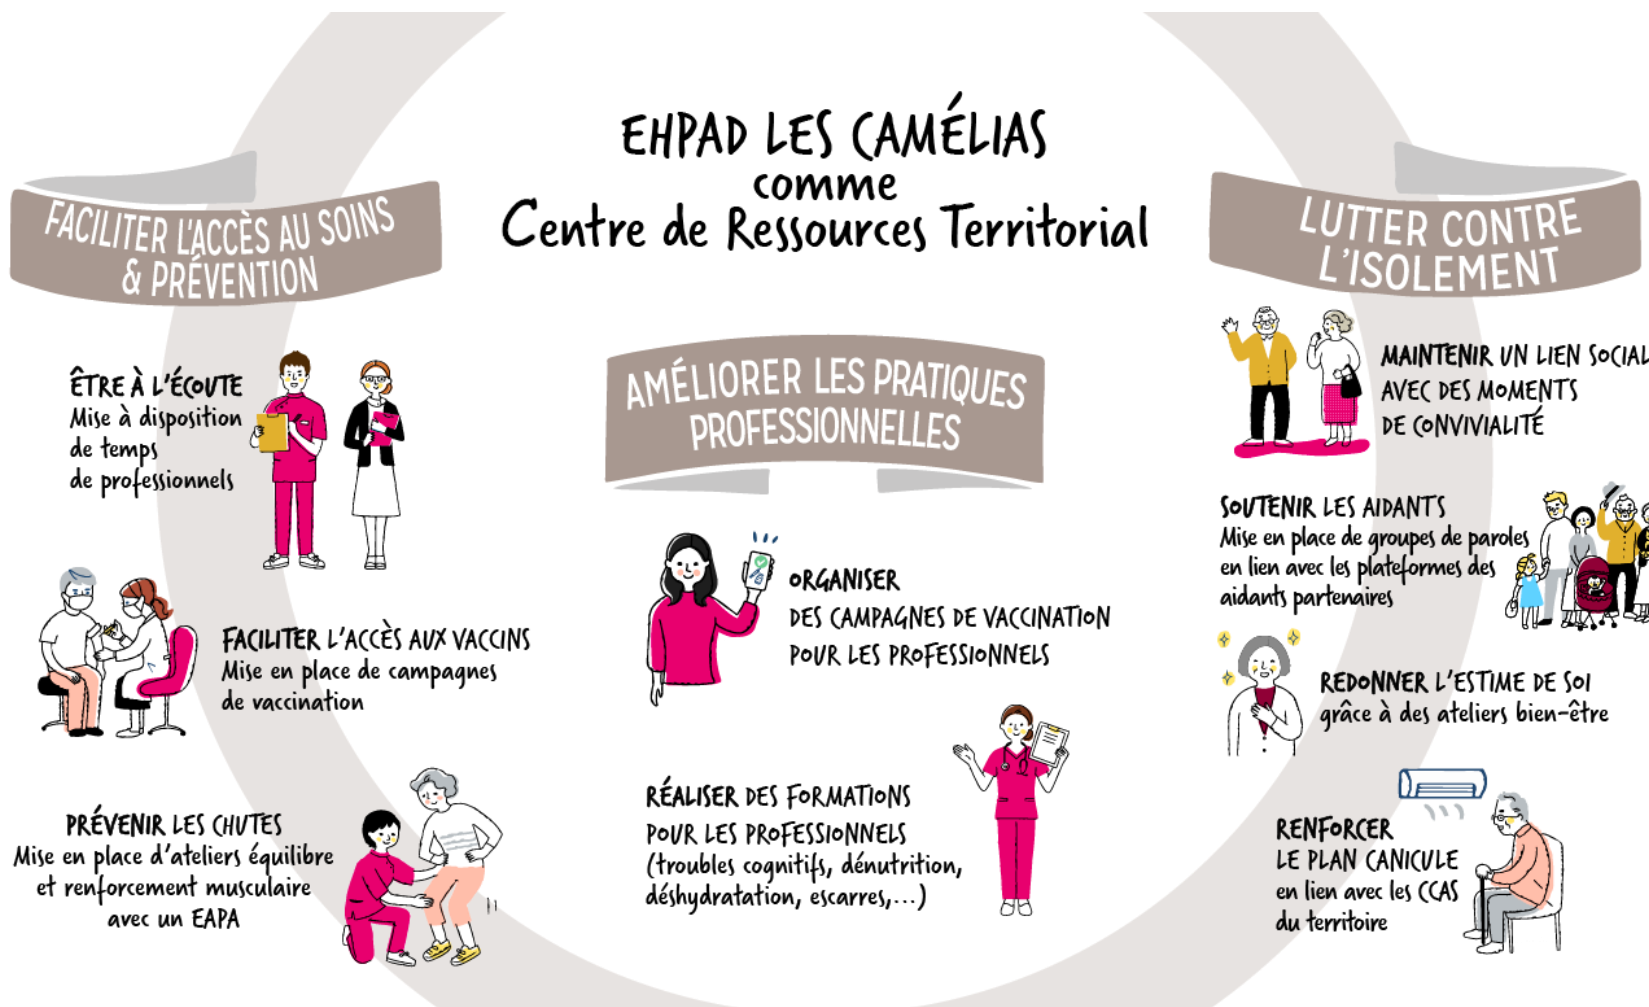 EHPAD LES CAMÉLIAS
comme
Centre de Ressources Territorial
FACILITER L'ACCÈS AU SOINS
& PRÉVENTION
ÊTRE À L'ÉCOUTE
Mise à disposition
de temps
de professionnels
FACILITER L'ACCÈS AUX VACCINS
Mise en place de campagnes
de vaccination
PRÉVENIR LES CHUTES
Mise en place d'ateliers équilibre
et renforcement musculaire
avec un EAPA
AMÉLIORER LES PRATIQUES
PROFESSIONNELLES
ORGANISER
DES CAMPAGNES DE VACCINATION
POUR LES PROFESSIONNELS
RÉALISER DES FORMATIONS
POUR LES PROFESSIONNELS
(troubles cognitifs, dénutrition,
déshydratation, escarres,...)
LUTTER CONTRE
L'ISOLEMENT
MAINTENIR UN LIEN SOCIAL
AVEC DES MOMENTS
DE CONVIVIALITÉ
SOUTENIR LES AIDANTS
Mise en place de groupes de paroles
en lien avec les plateformes des
aidants partenaires
REDONNER L'ESTIME DE SOI
grâce à des ateliers bien-être
RENFORCER
LE PLAN CANICULE
en lien avec les CCAS
du territoire